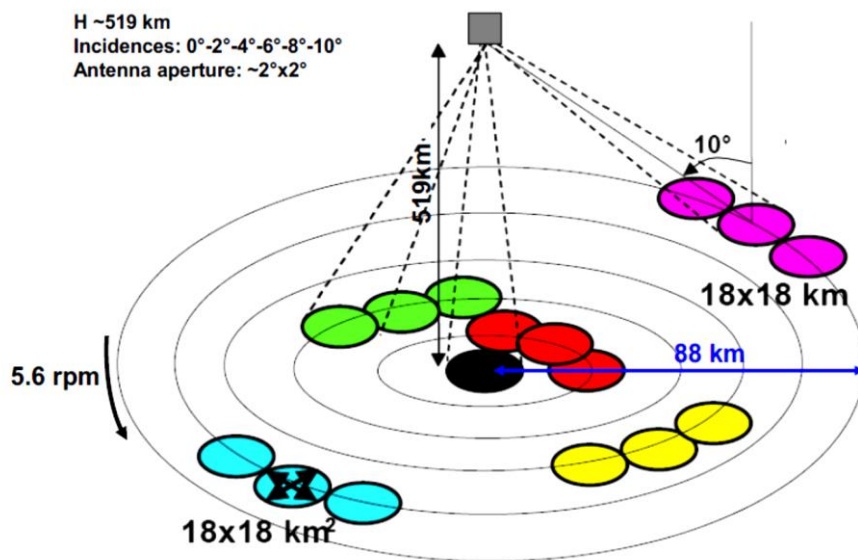 H ~519 km
Incidences: 0°-2°-4°-6°-8°-10°
Antenna aperture: ~2°x2°
10°
519km
18x18 km
88 km
5.6 rpm
18x18 km²